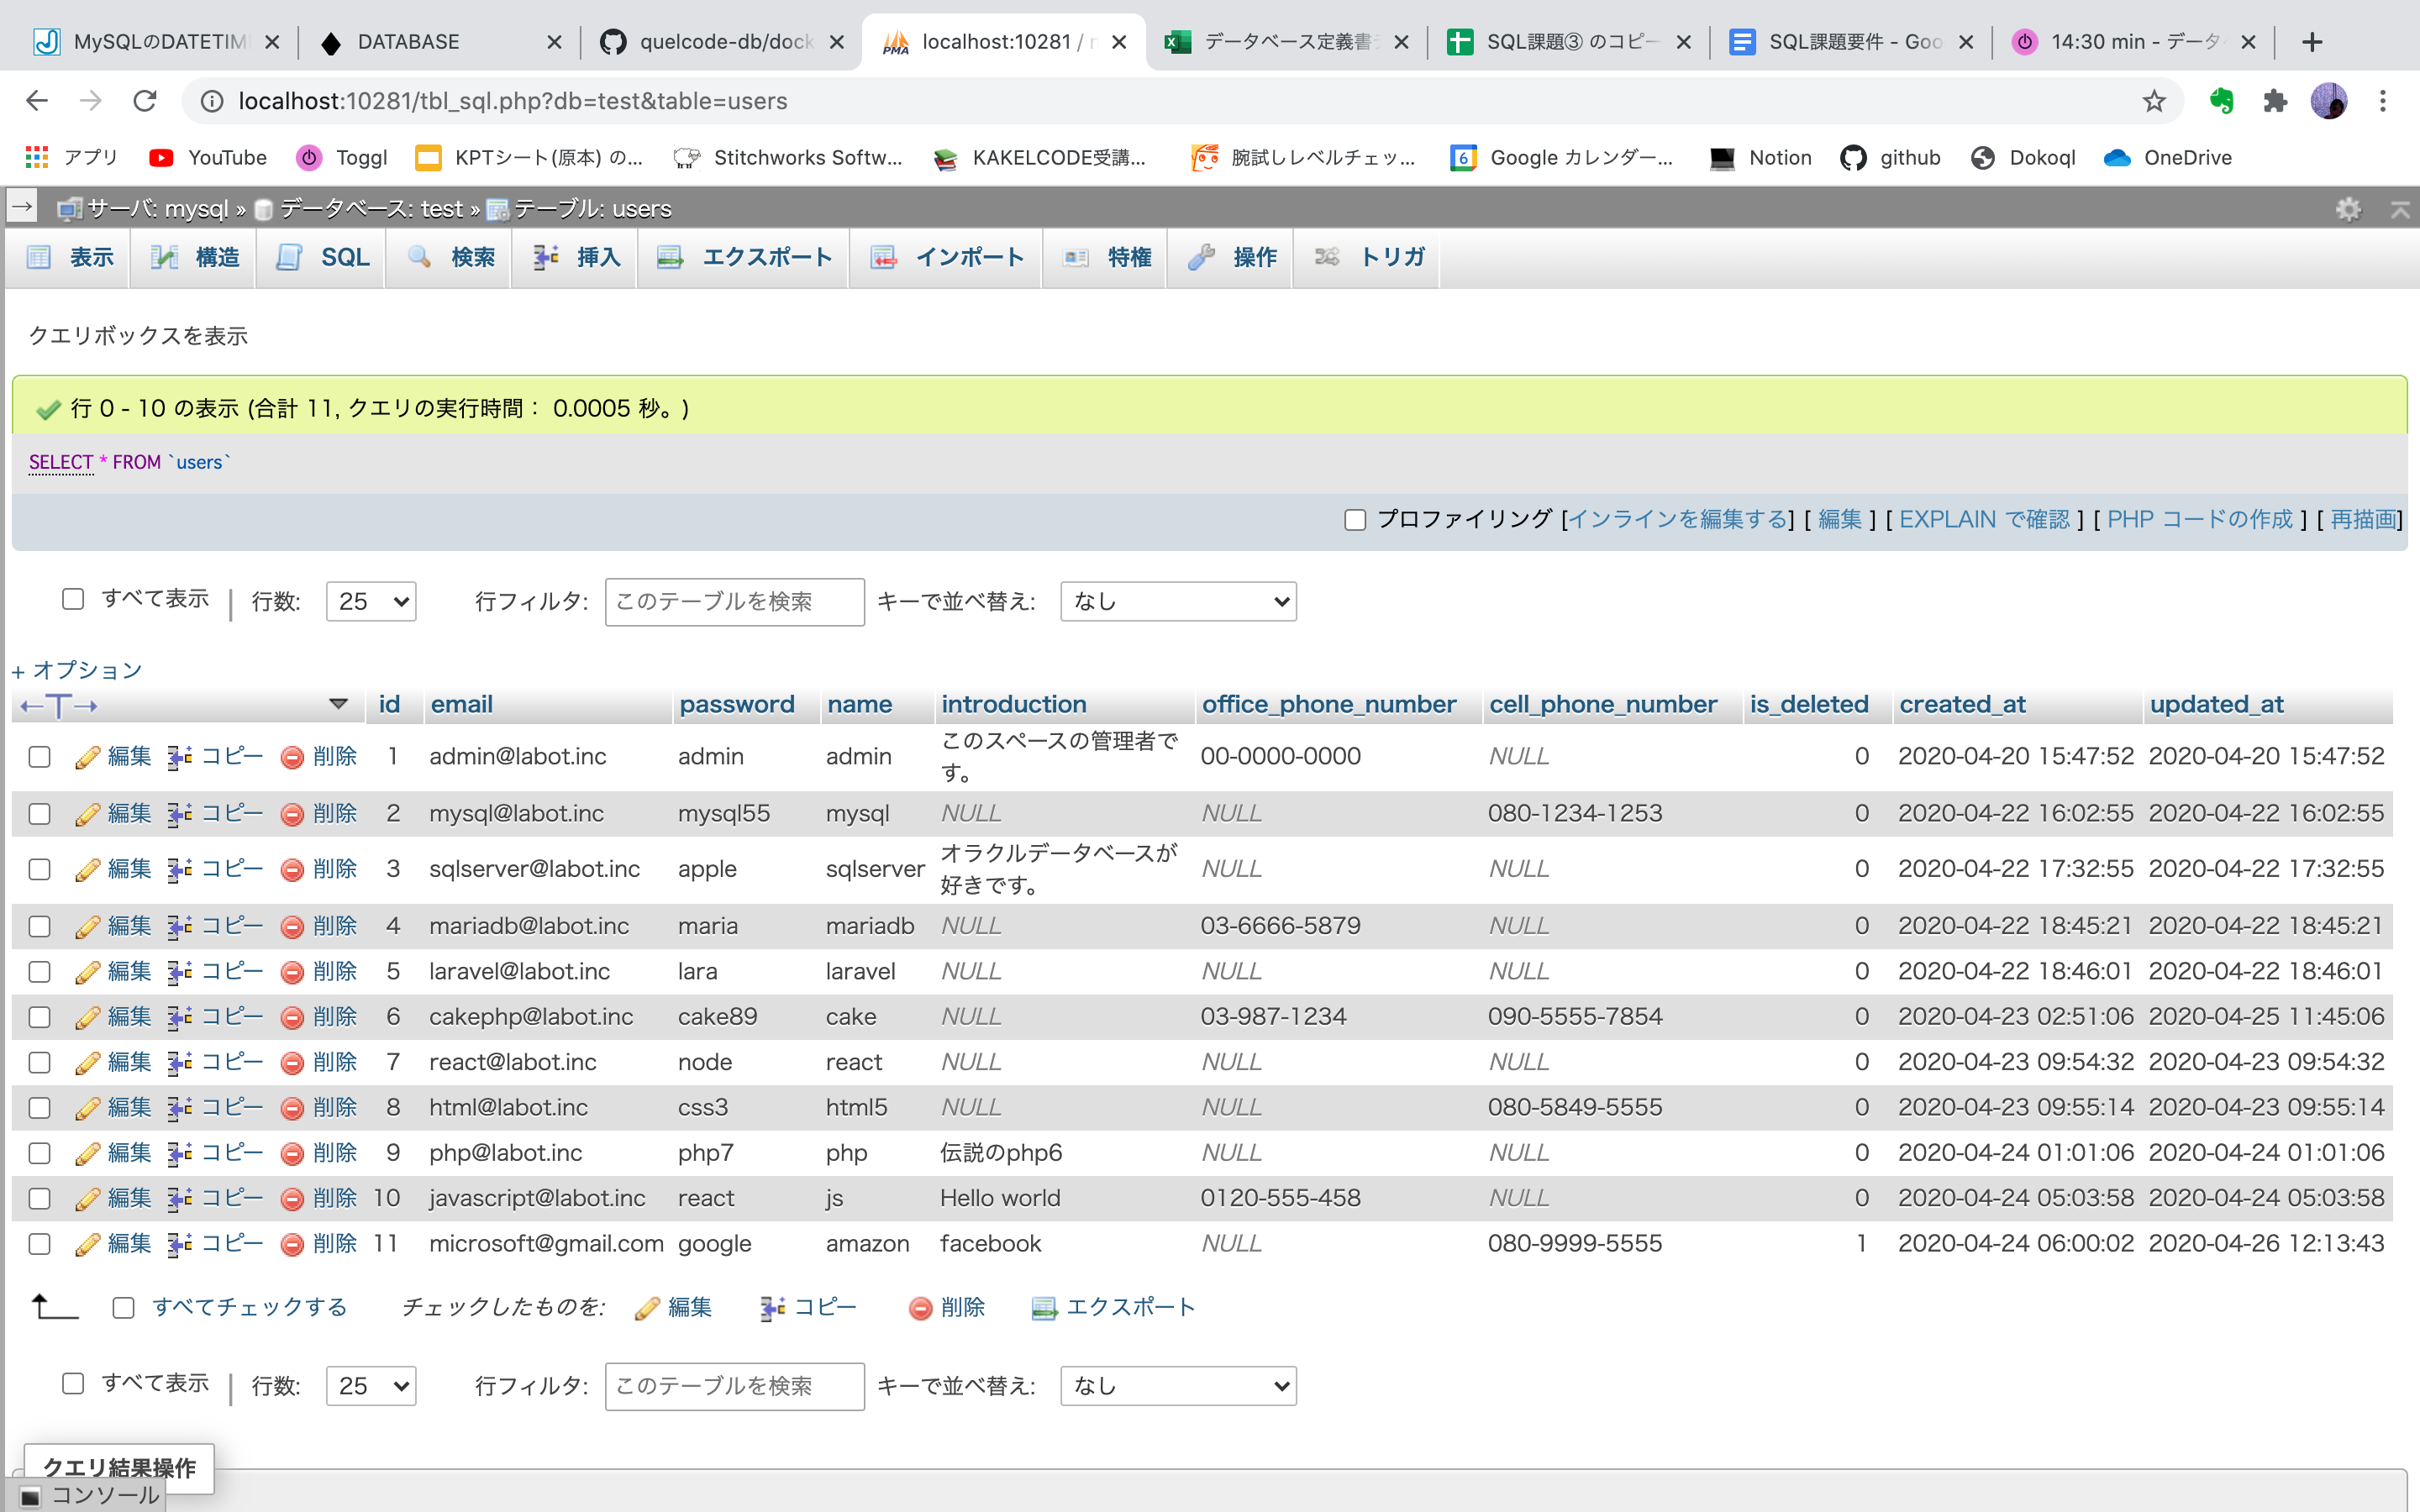 MySQLのDATETIM
DATABASE
quelcode-db/dock
localhost:10281 /
データベース定義書
SQL課題③ のコピー
SQL課題要件 - Goo
14:30 min - データ
localhost:10281/tbl_sql.php?db=test&table=users
アプリ YouTube Toggl KPTシート(原本) の... Stitchworks Softw... KAKELCODE受講... 腕試しレベルチェッ... Google カレンダー... Notion github Dokoql OneDrive
サーバ: mysql » データベース: test » テーブル: users
表示 構造 SQL 検索 挿入 エクスポート インポート 特権 操作 トリガ
クエリボックスを表示
行 0 - 10 の表示 (合計 11, クエリの実行時間： 0.0005 秒。)
SELECT * FROM `users`
プロファイリング [インラインを編集する] [ 編集 ] [ EXPLAIN で確認 ] [ PHP コードの作成 ] [ 再描画]
すべて表示 | 行数: 25 行フィルタ: このテーブルを検索 キーで並べ替え: なし
+ オプション
←T→ id email password name introduction office_phone_number cell_phone_number is_deleted created_at updated_at
編集 コピー 削除 1 admin@labot.inc admin admin このスペースの管理者で
す。 00-0000-0000 NULL 0 2020-04-20 15:47:52 2020-04-20 15:47:52
編集 コピー 削除 2 mysql@labot.inc mysql55 mysql NULL NULL 080-1234-1253 0 2020-04-22 16:02:55 2020-04-22 16:02:55
編集 コピー 削除 3 sqlserver@labot.inc apple sqlserver オラクルデータベースが
好きです。 NULL NULL 0 2020-04-22 17:32:55 2020-04-22 17:32:55
編集 コピー 削除 4 mariadb@labot.inc maria mariadb NULL 03-6666-5879 NULL 0 2020-04-22 18:45:21 2020-04-22 18:45:21
編集 コピー 削除 5 laravel@labot.inc lara laravel NULL NULL NULL 0 2020-04-22 18:46:01 2020-04-22 18:46:01
編集 コピー 削除 6 cakephp@labot.inc cake89 cake NULL 03-987-1234 090-5555-7854 0 2020-04-23 02:51:06 2020-04-25 11:45:06
編集 コピー 削除 7 react@labot.inc node react NULL NULL NULL 0 2020-04-23 09:54:32 2020-04-23 09:54:32
編集 コピー 削除 8 html@labot.inc css3 html5 NULL NULL 080-5849-5555 0 2020-04-23 09:55:14 2020-04-23 09:55:14
編集 コピー 削除 9 php@labot.inc php7 php 伝説のphp6 NULL NULL 0 2020-04-24 01:01:06 2020-04-24 01:01:06
編集 コピー 削除 10 javascript@labot.inc react js Hello world 0120-555-458 NULL 0 2020-04-24 05:03:58 2020-04-24 05:03:58
編集 コピー 削除 11 microsoft@gmail.com google amazon facebook NULL 080-9999-5555 1 2020-04-24 06:00:02 2020-04-26 12:13:43
すべてチェックする チェックしたものを: 編集 コピー 削除 エクスポート
すべて表示 | 行数: 25 行フィルタ: このテーブルを検索 キーで並べ替え: なし
クエリ結果操作
コンソール